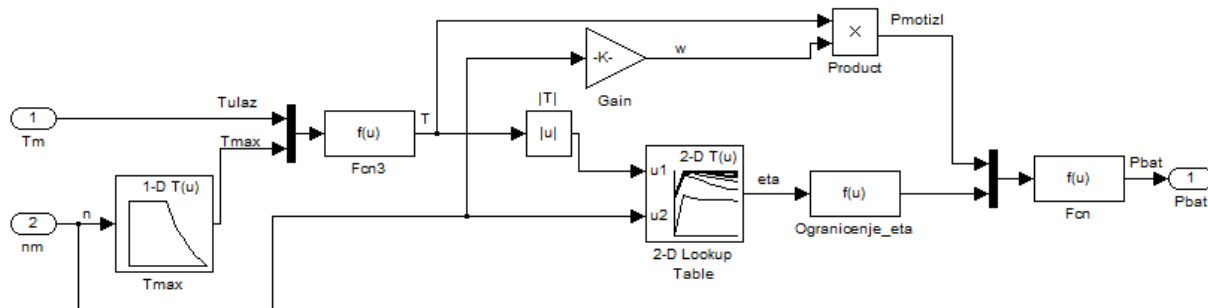 Pmotizl
w
×
Product
-K-
Gain
Tulaz
|T|
1
Tm
Tmax
f(u)
Fcn3
T
|u|
2-D T(u)
u1
u2
eta
2-D Lookup
Table
f(u)
Ogranicenje_eta
f(u)
Fcn
Pbat
1
Pbat
1-D T(u)
n
2
nm
Tmax